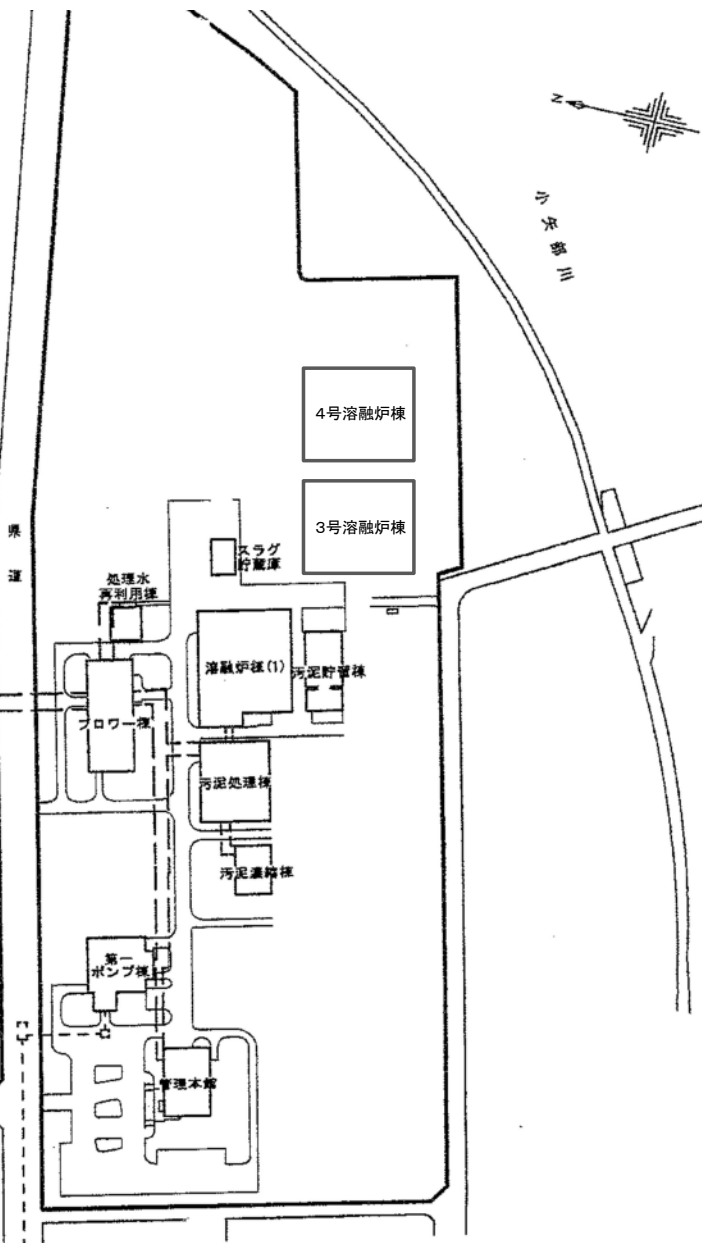 N
小矢部川
4号溶融炉棟
3号溶融炉棟
県道
スラグ
貯蔵庫
処理水
再利用棟
溶融炉棟(1)
汚泥貯留棟
ブロワー棟
汚泥処理棟
汚泥濃縮棟
第一
ポンプ棟
管理本館